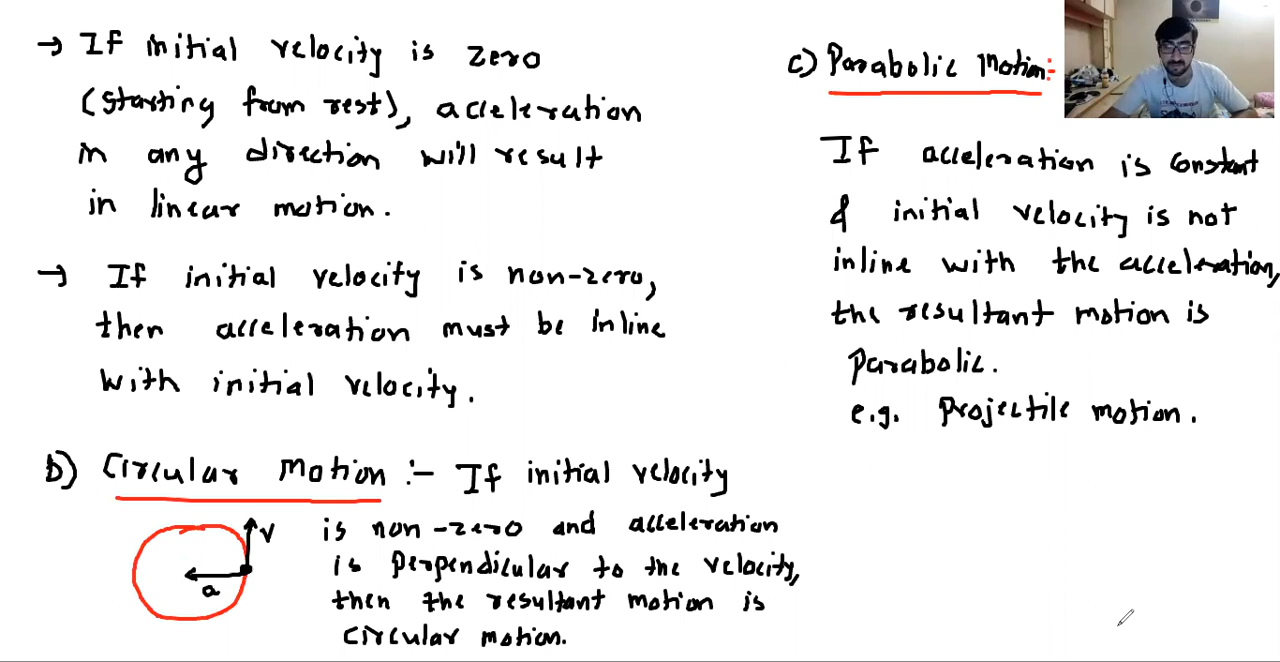 → If initial velocity is zero
(starting from rest), acceleration
in any direction will result
in linear motion.
→ If initial velocity is non-zero,
then acceleration must be inline
with initial velocity.
b) Circular Motion :- If initial velocity
is non-zero and acceleration
is perpendicular to the velocity,
then the resultant motion is
circular motion.
v
a
c) Parabolic Motion:-
If acceleration is constant
& initial velocity is not
inline with the acceleration,
the resultant motion is
parabolic.
e.g. projectile motion.